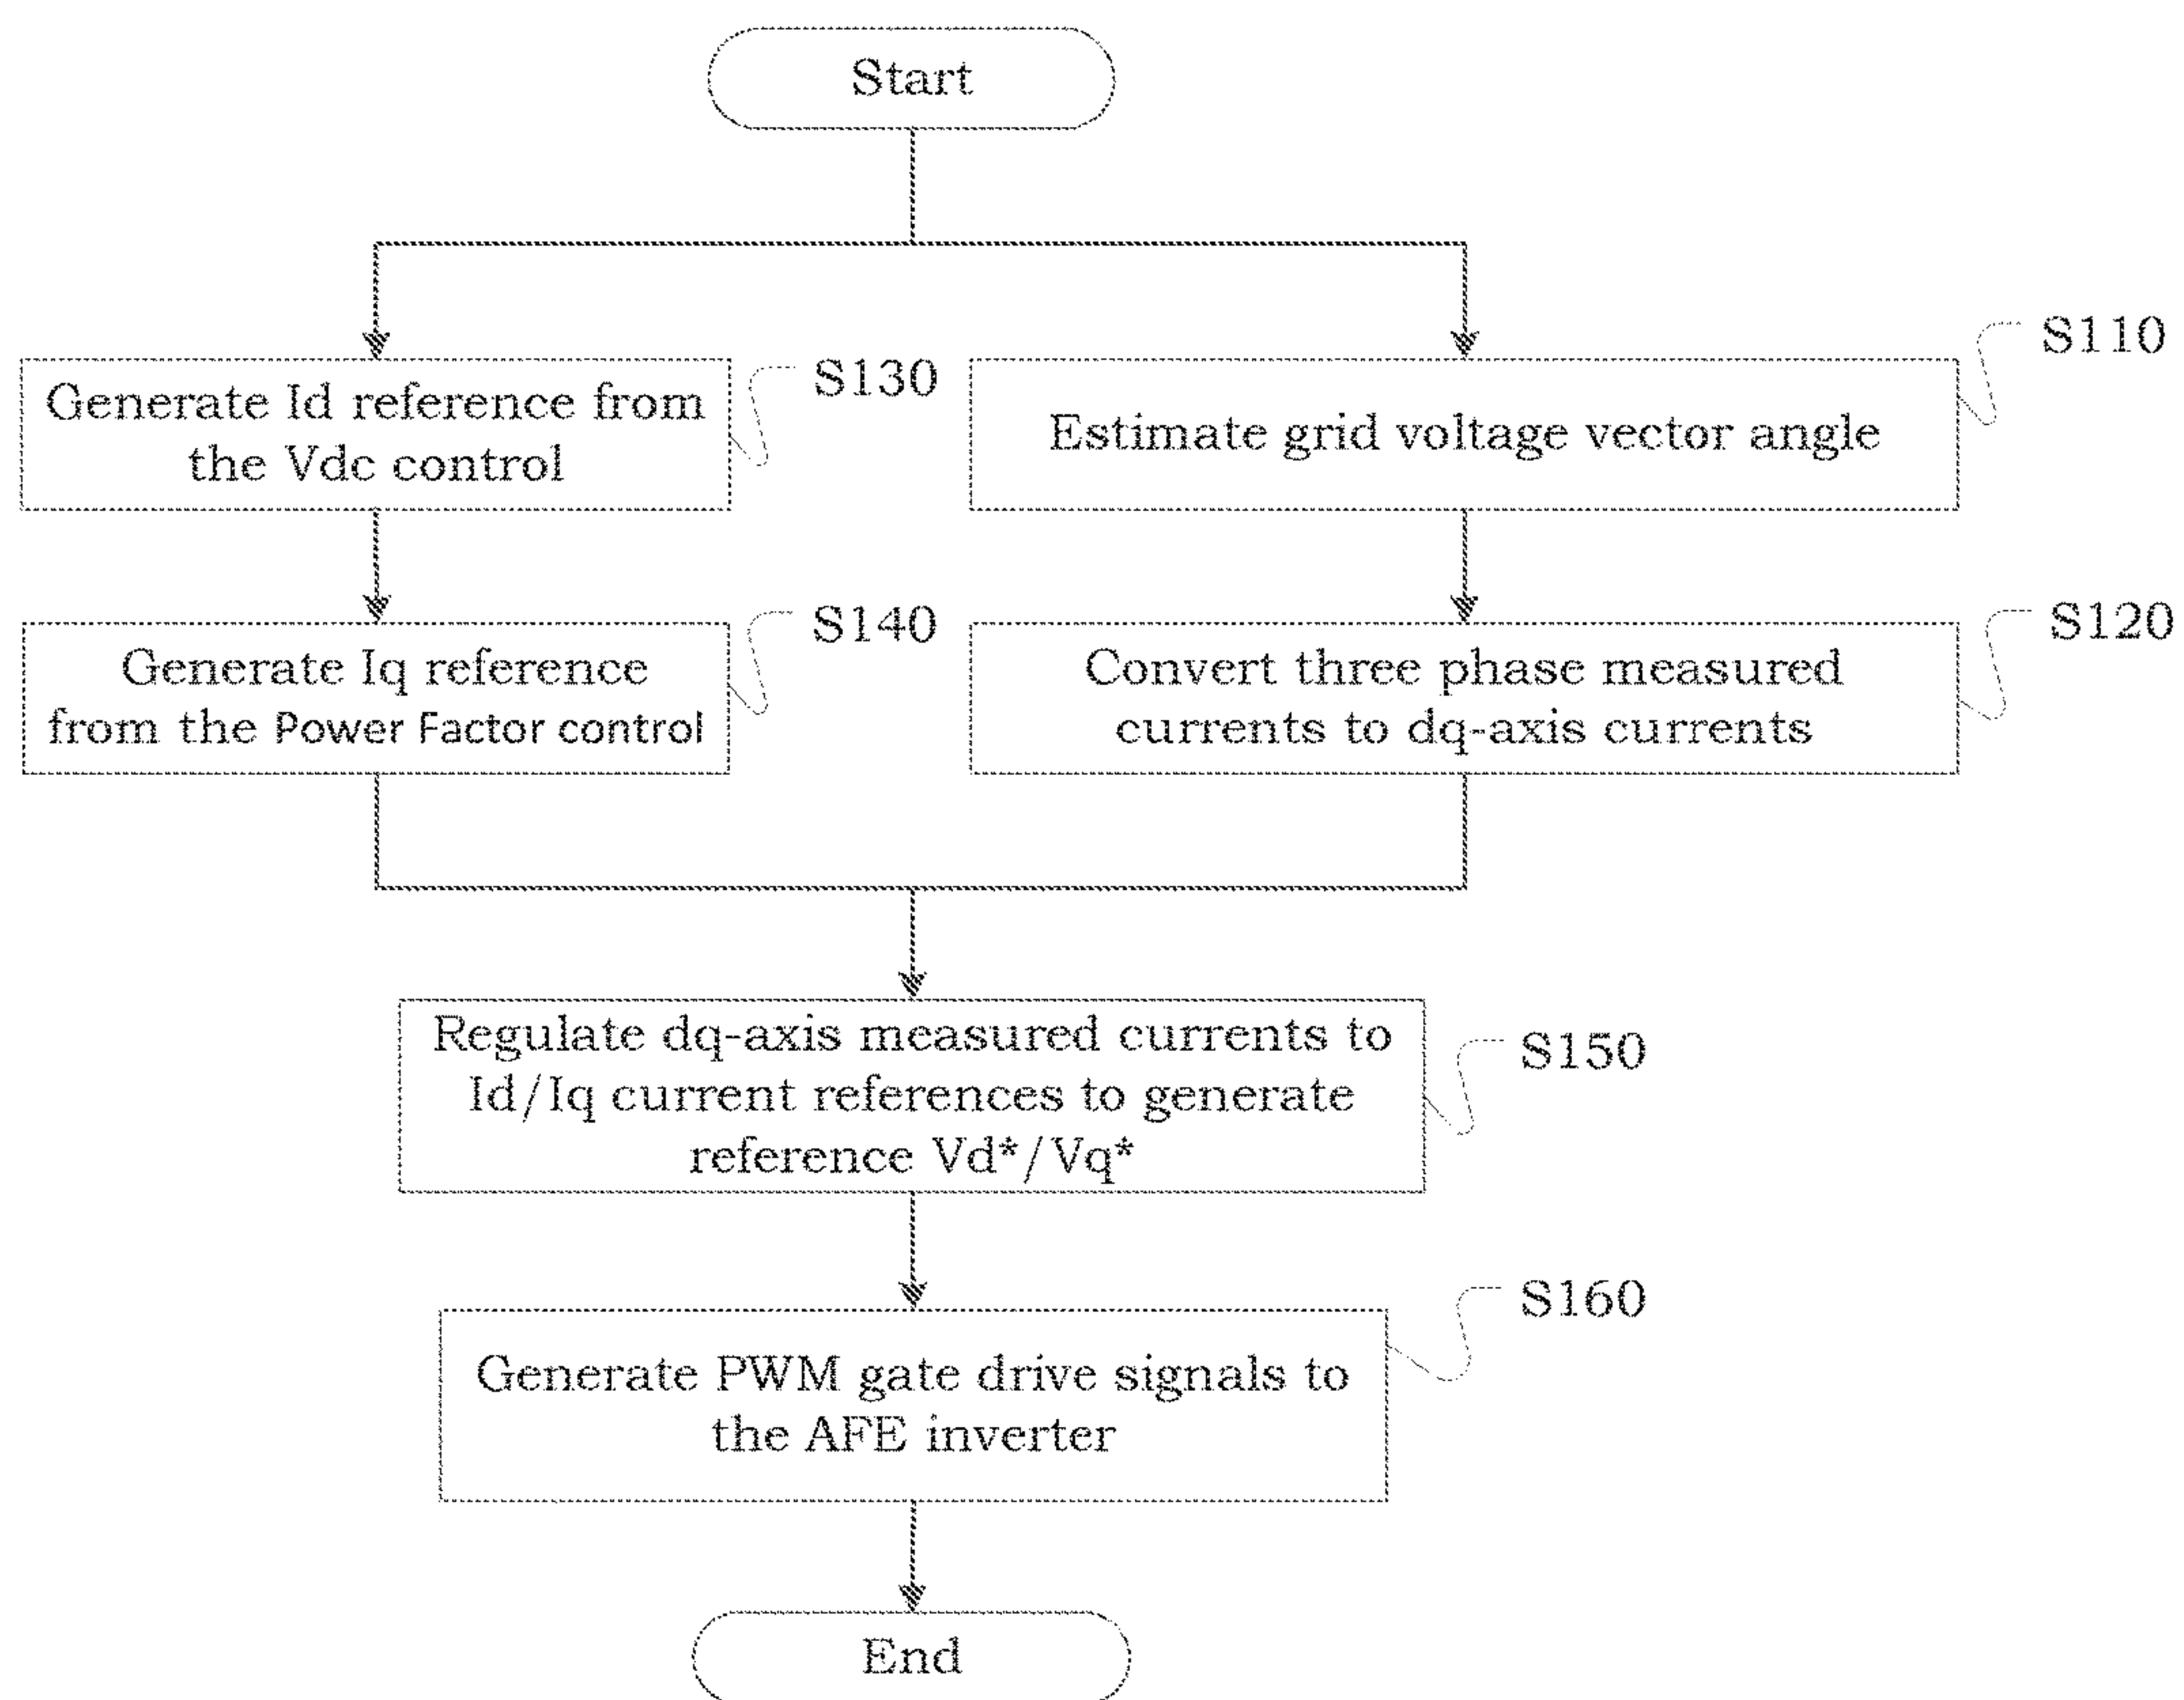 Start
S110
S130
Generate Id reference from
the Vdc control
Estimate grid voltage vector angle
S140
S120
Generate Iq reference
from the Power Factor control
Convert three phase measured
currents to dq-axis currents
Regulate dq-axis measured currents to
Id/Iq current references to generate
reference Vd*/Vq*
S150
S160
Generate PWM gate drive signals to
the AFE inverter
End